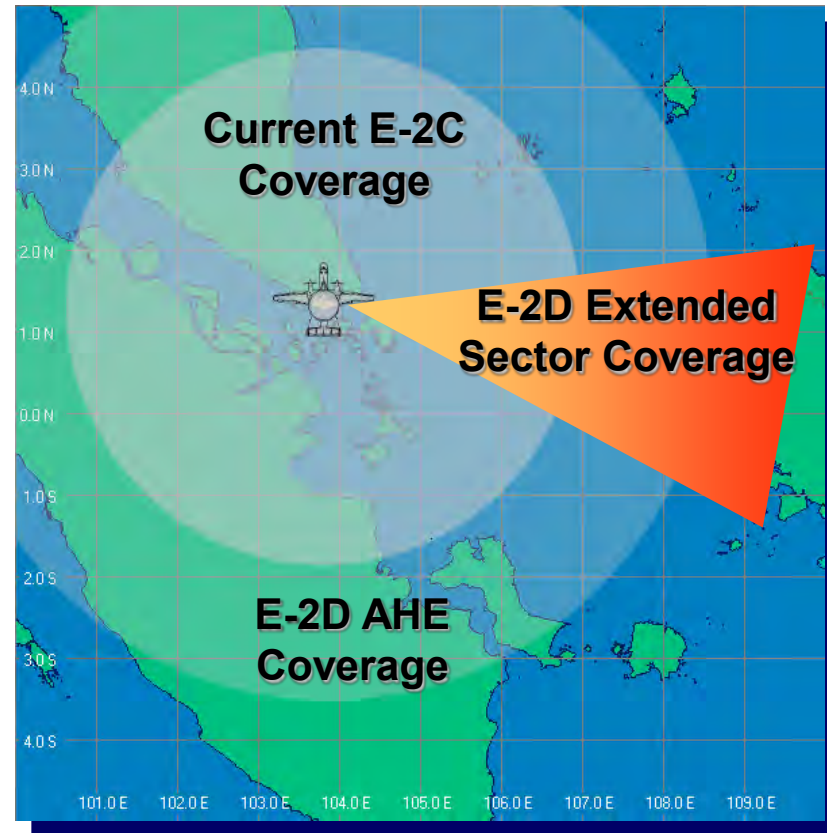 4.0 N
Current E-2C
Coverage
3.0 N
2.0 N
E-2D Extended
Sector Coverage
1.0 N
0.0 N
1.0 S
2.0 S
E-2D AHE
Coverage
3.0 S
4.0 S
101.0 E 102.0 E 103.0 E 104.0 E 105.0 E 106.0 E 107.0 E 108.0 E 109.0 E